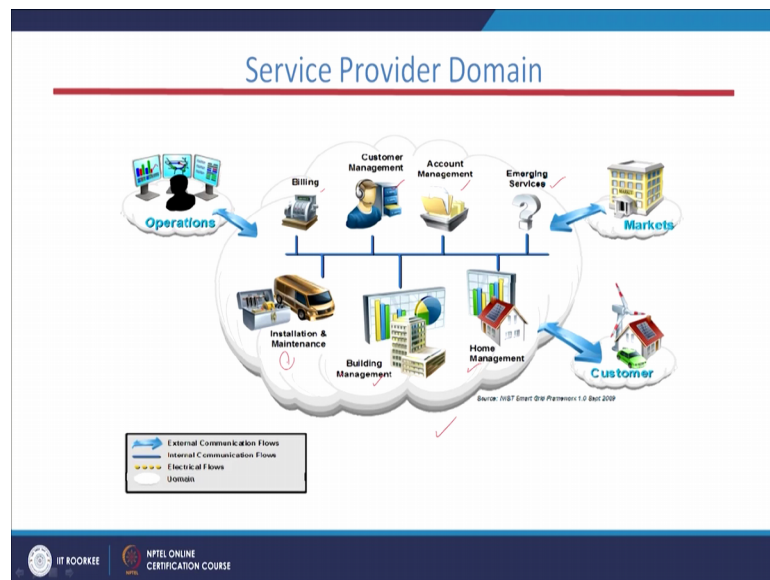 Service Provider Domain
Billing
Customer
Management
Account
Management
Emerging
Services
Operations
Markets
Installation &
Maintenance
Building
Management
Home
Management
Customer
Source: NIST Smart Grid Framework 1.0 Sept 2009
External Communication Flows
Internal Communication Flows
Electrical Flows
Domain
IIT ROORKEE
NPTEL ONLINE
CERTIFICATION COURSE